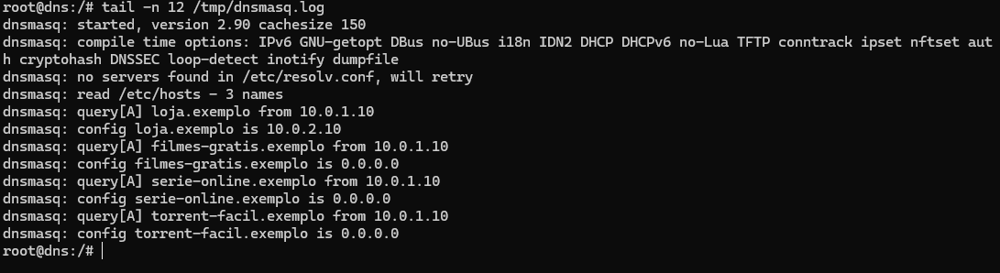 root@dns:/# tail -n 12 /tmp/dnsmasq.log
dnsmasq: started, version 2.90 cachesize 150
dnsmasq: compile time options: IPv6 GNU-getopt DBus no-UBus i18n IDN2 DHCP DHCPv6 no-Lua TFTP conntrack ipset nftset aut
h cryptohash DNSSEC loop-detect inotify dumpfile
dnsmasq: no servers found in /etc/resolv.conf, will retry
dnsmasq: read /etc/hosts - 3 names
dnsmasq: query[A] loja.exemplo from 10.0.1.10
dnsmasq: config loja.exemplo is 10.0.2.10
dnsmasq: query[A] filmes-gratis.exemplo from 10.0.1.10
dnsmasq: config filmes-gratis.exemplo is 0.0.0.0
dnsmasq: query[A] serie-online.exemplo from 10.0.1.10
dnsmasq: config serie-online.exemplo is 0.0.0.0
dnsmasq: query[A] torrent-facil.exemplo from 10.0.1.10
dnsmasq: config torrent-facil.exemplo is 0.0.0.0
root@dns:/#